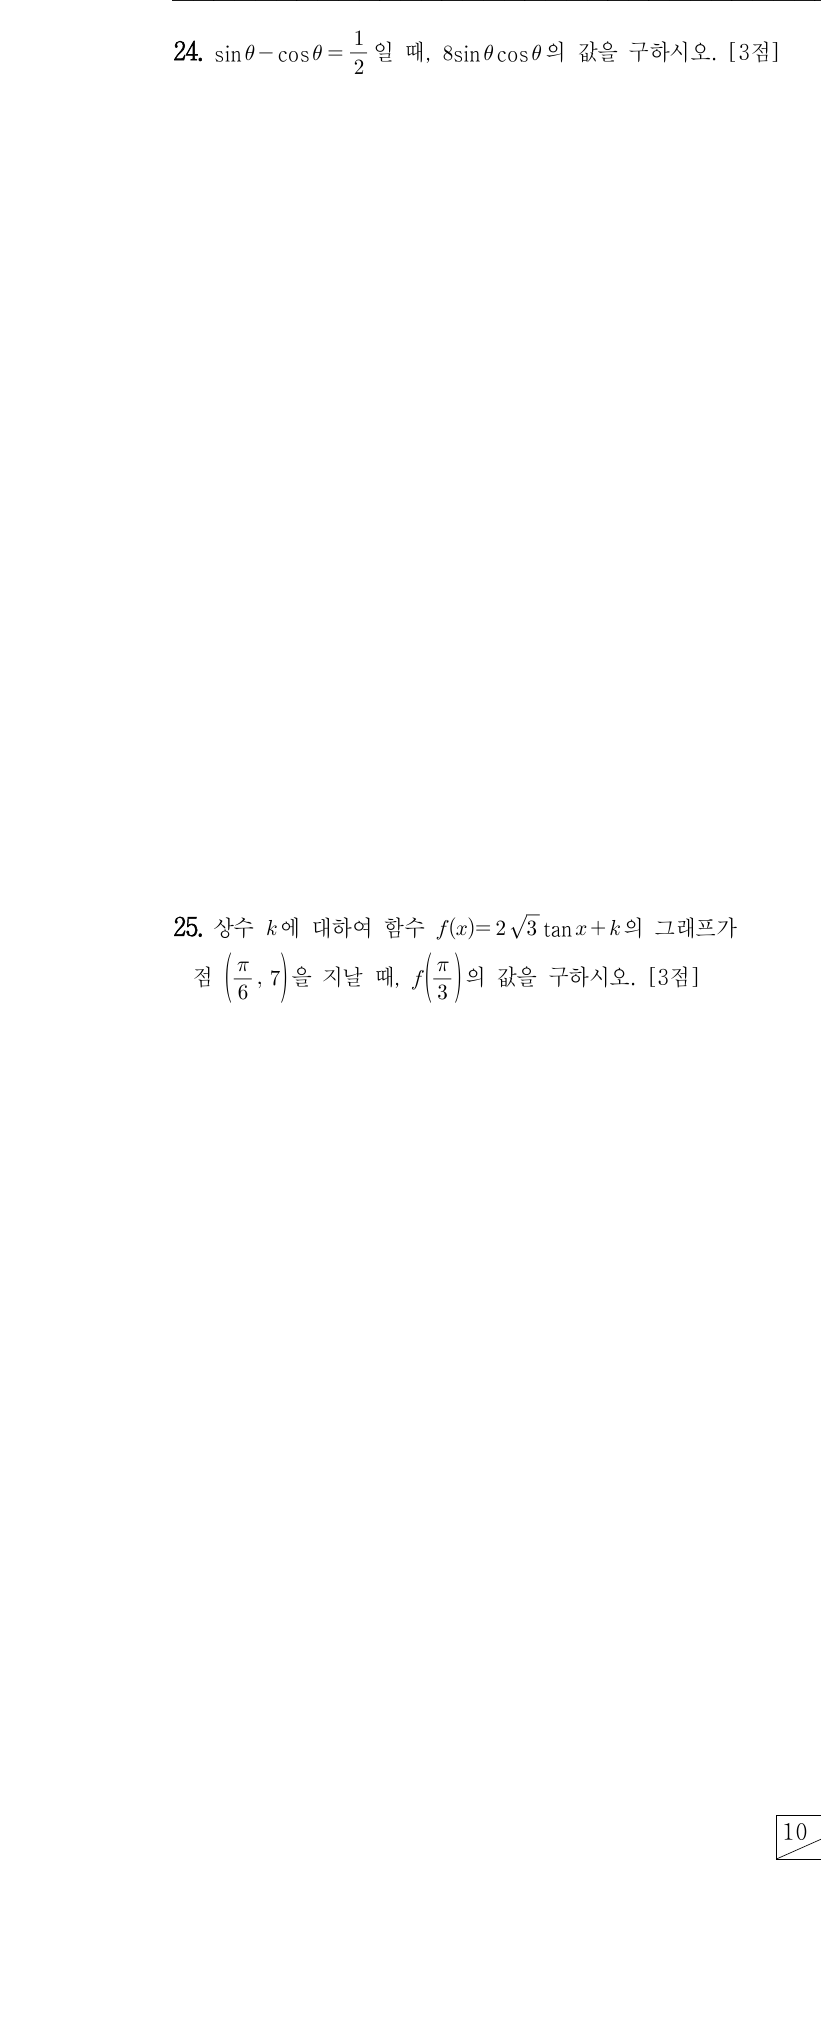 24. sinθ－cosθ＝1/2 일 때, 8sinθcosθ의 값을 구하시오. [3점]
25. 상수 k에 대하여 함수 f(x)=2√3 tan x+k의 그래프가
점 (π/6, 7)을 지날 때, f(π/3)의 값을 구하시오. [3점]
10